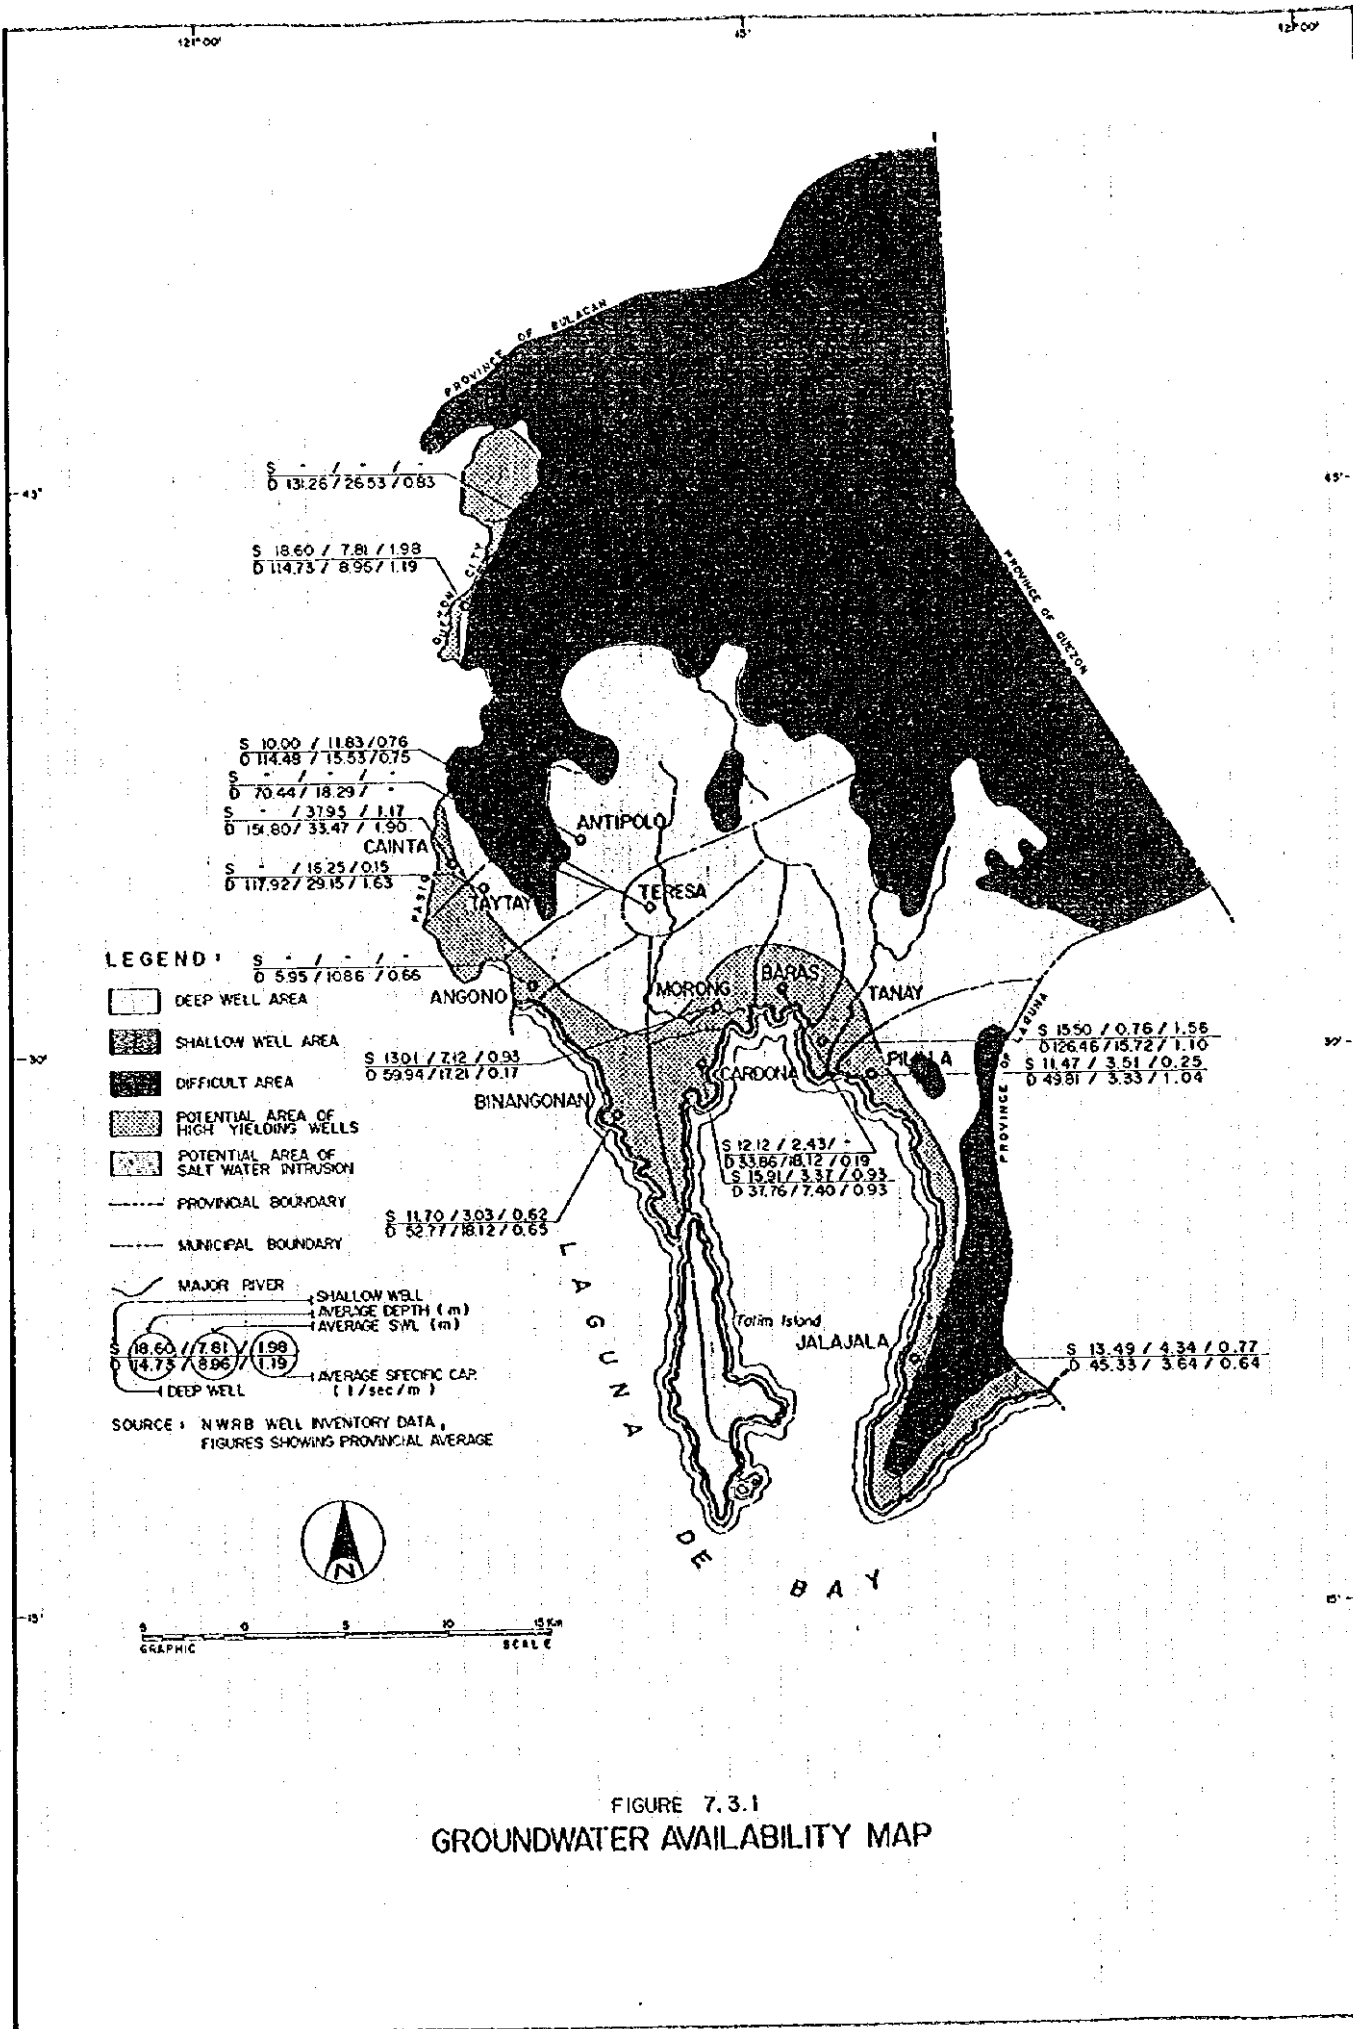 121°00'
15'
121°00'
PROVINCE OF BULACAN
S - / - / -
D 131.26 / 26.53 / 0.83
45'
45'
S 18.60 / 7.81 / 1.98
D 114.73 / 8.95 / 1.19
QUEZON CITY
PROVINCE OF QUEZON
S 10.00 / 11.83 / 0.76
D 114.48 / 15.53 / 0.75
S - / - / -
D 70.44 / 18.29 / -
S - / 37.95 / 1.17
D 151.80 / 33.47 / 1.90
ANTIPOLO
CAINTA
S - / 16.25 / 0.15
D 117.92 / 29.15 / 1.63
PASIG
TAYTAY
TERESA
LEGEND :
S - / - / -
D 5.95 / 10.86 / 0.66
ANGONO
MORONG
BARAS
TANAY
DEEP WELL AREA
SHALLOW WELL AREA
DIFFICULT AREA
POTENTIAL AREA OF
HIGH YIELDING WELLS
POTENTIAL AREA OF
SALT WATER INTRUSION
PROVINCIAL BOUNDARY
MUNICIPAL BOUNDARY
MAJOR RIVER
30'
30'
S 13.01 / 7.12 / 0.93
D 59.94 / 17.21 / 0.17
S 15.50 / 0.76 / 1.56
D 126.46 / 15.72 / 1.10
S 11.47 / 3.51 / 0.25
D 49.81 / 3.33 / 1.04
PROVINCE OF LAGUNA
CARDONA
BINANGONAN
S 12.12 / 2.43 / -
D 33.86 / 18.12 / 0.19
S 15.91 / 3.37 / 0.93
D 37.76 / 7.40 / 0.93
S 11.70 / 3.03 / 0.62
D 52.77 / 18.12 / 0.65
SHALLOW WELL
AVERAGE DEPTH (m)
AVERAGE SWL (m)
S 18.60 / 7.81 / 1.98
D 14.73 / 8.96 / 1.19
DEEP WELL
AVERAGE SPECIFIC CAP.
( l/sec/m )
Talim Island
JALAJALA
S 13.49 / 4.34 / 0.77
D 45.33 / 3.64 / 0.64
SOURCE : NWRB WELL INVENTORY DATA,
FIGURES SHOWING PROVINCIAL AVERAGE
LAGUNA DE BAY
N
15'
15'
5 0 5 10 15 Km
GRAPHIC SCALE
FIGURE 7.3.1
GROUNDWATER AVAILABILITY MAP